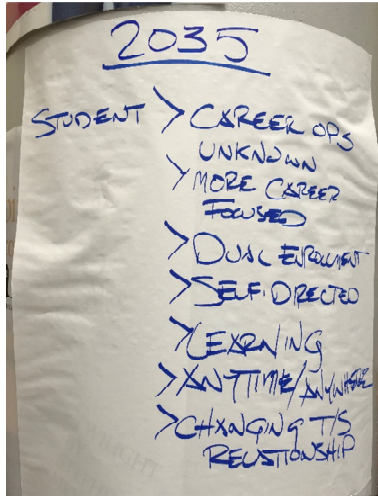 2035
STUDENT > CAREER OPS
UNKNOWN
> MORE CAREER
FOCUSED
> DUAL ENROLLMENT
> SELF-DIRECTED
> LEARNING
> ANYTIME/ANYWHERE
> CHANGING T/S
RELATIONSHIP